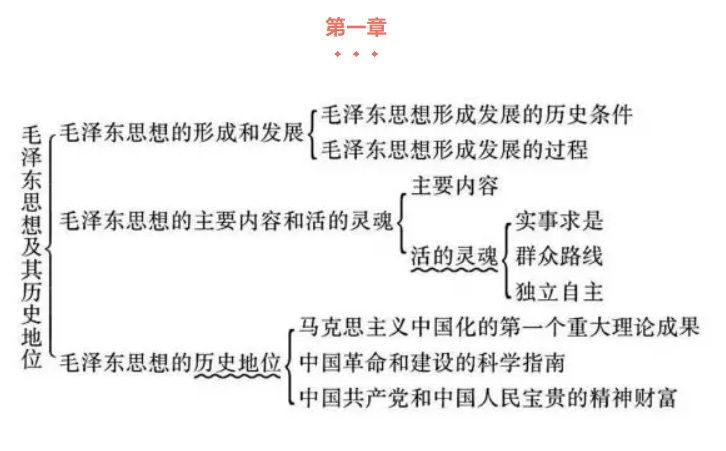 第一章
毛泽东思想及其历史地位
毛泽东思想的形成和发展
毛泽东思想形成发展的历史条件
毛泽东思想形成发展的过程
毛泽东思想的主要内容和活的灵魂
主要内容
活的灵魂
实事求是
群众路线
独立自主
毛泽东思想的历史地位
马克思主义中国化的第一个重大理论成果
中国革命和建设的科学指南
中国共产党和中国人民宝贵的精神财富